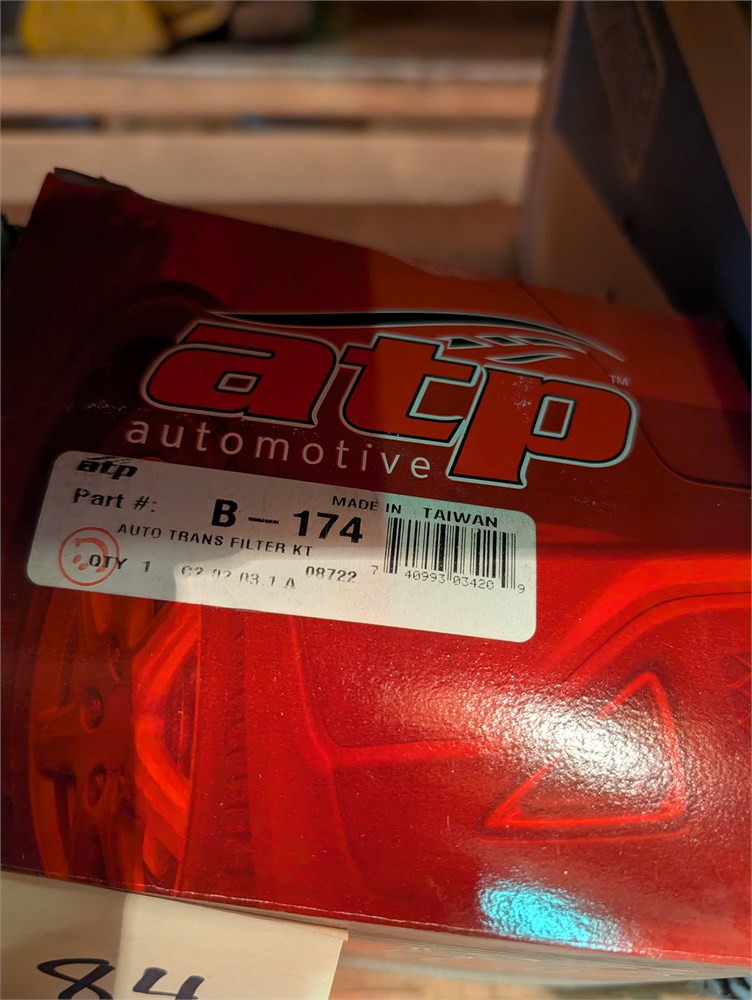 atp TM
automotive
atp
Part #: B — 174
MADE IN TAIWAN
AUTO TRANS FILTER KT
QTY 1 08722
7 40993 03420 9
84